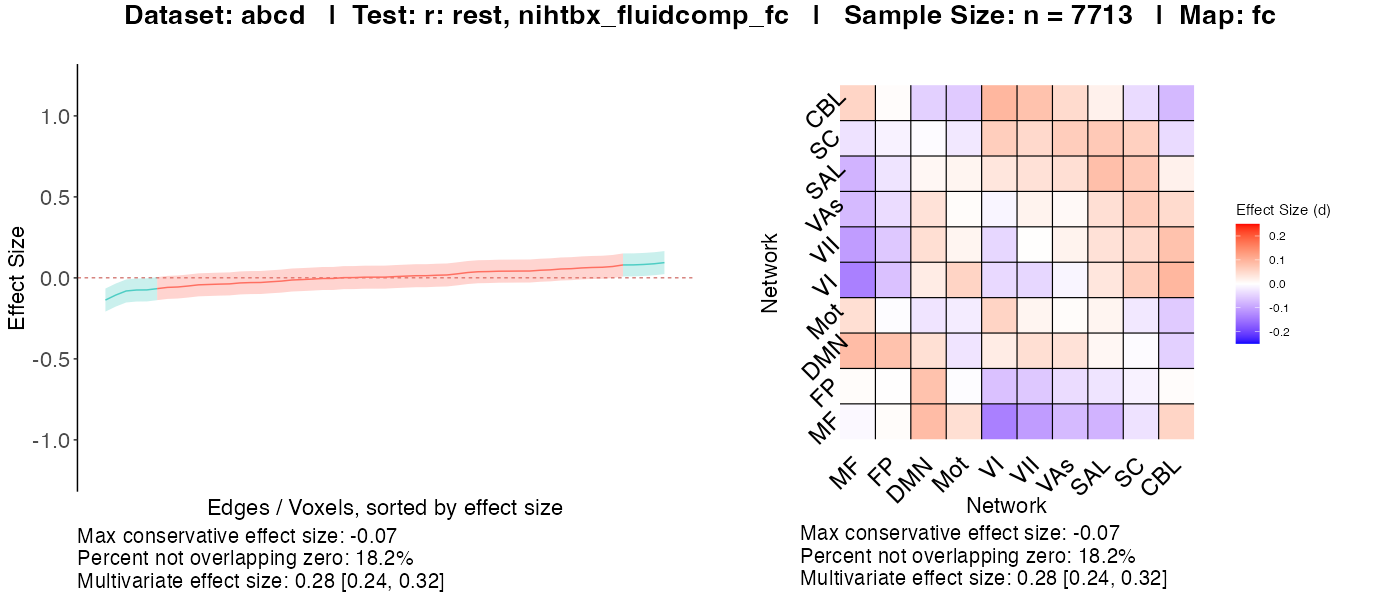 Dataset: abcd | Test: r: rest, nihtbx_fluidcomp_fc | Sample Size: n = 7713 | Map: fc
Effect Size
1.0
0.5
0.0
-0.5
-1.0
Edges / Voxels, sorted by effect size
Max conservative effect size: -0.07
Percent not overlapping zero: 18.2%
Multivariate effect size: 0.28 [0.24, 0.32]
Network
CBL
SC
SAL
VAs
VII
VI
Mot
DMN
FP
MF
MF FP DMN Mot VI VII VAs SAL SC CBL
Network
Max conservative effect size: -0.07
Percent not overlapping zero: 18.2%
Multivariate effect size: 0.28 [0.24, 0.32]
Effect Size (d)
0.2
0.1
0.0
-0.1
-0.2